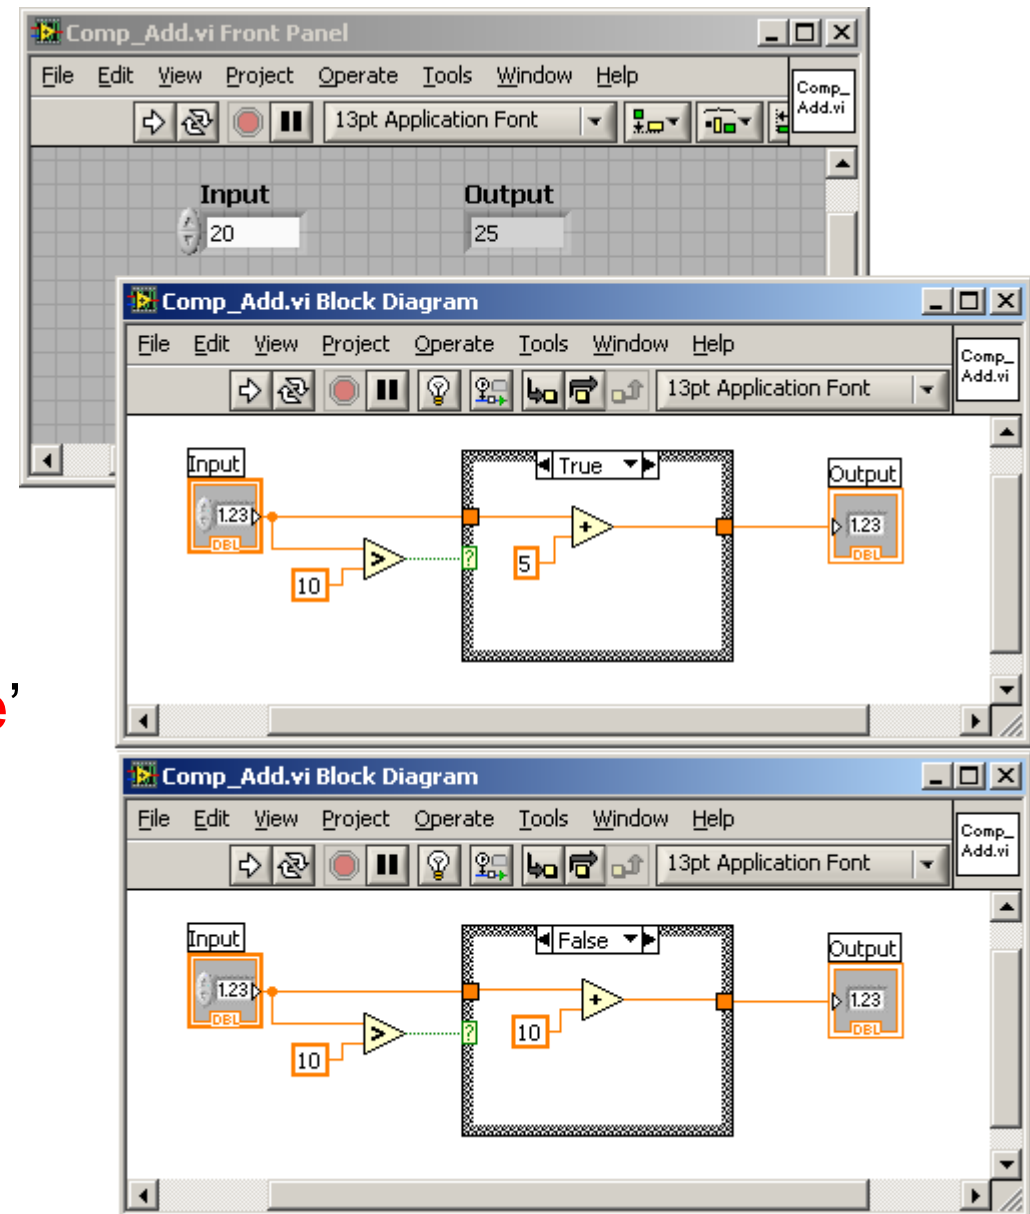 Comp_Add.vi Front Panel
File Edit View Project Operate Tools Window Help
Comp_
Add.vi
13pt Application Font
Input
Output
20
25
Comp_Add.vi Block Diagram
File Edit View Project Operate Tools Window Help
Comp_
Add.vi
13pt Application Font
Input
True
Output
1.23
DBL
>
10
?
+
5
1.23
DBL
e’
Comp_Add.vi Block Diagram
File Edit View Project Operate Tools Window Help
Comp_
Add.vi
13pt Application Font
Input
False
Output
1.23
DBL
>
10
?
+
10
1.23
DBL